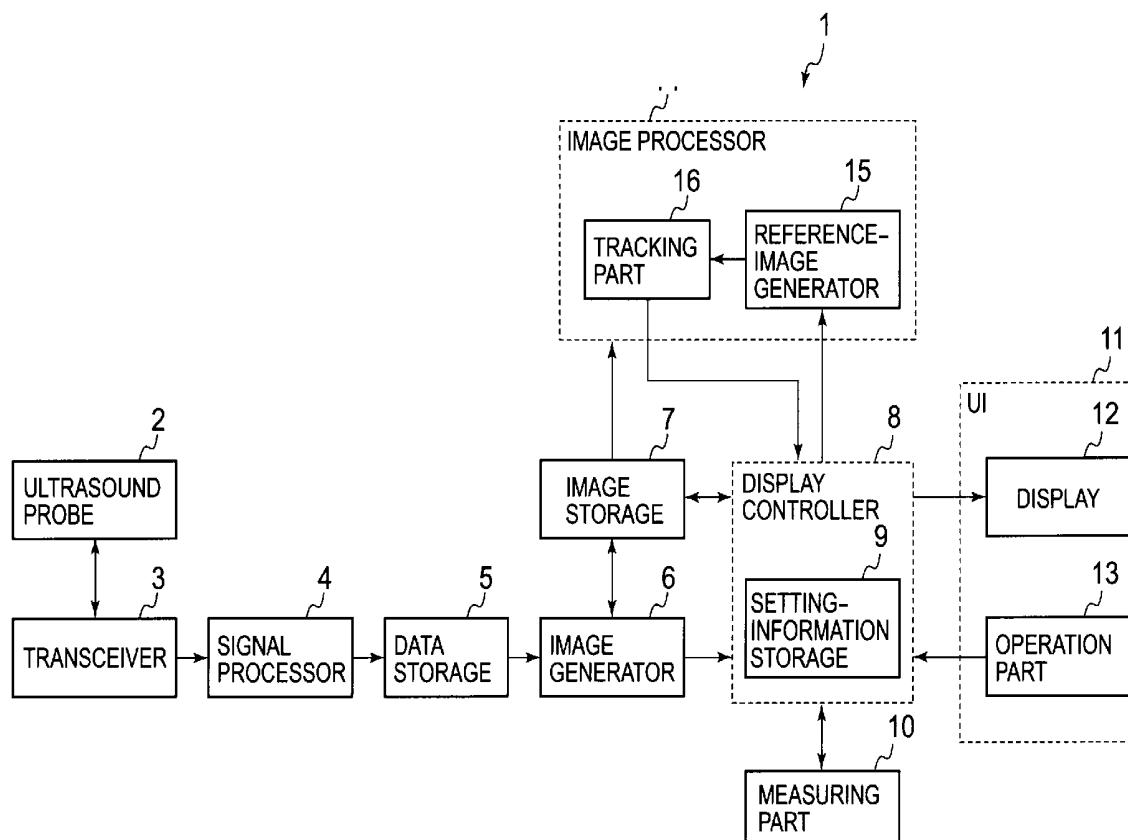 1
IMAGE PROCESSOR
16
15
TRACKING
PART
REFERENCE–
IMAGE
GENERATOR
11
UI
2
7
8
12
ULTRASOUND
PROBE
IMAGE
STORAGE
DISPLAY
CONTROLLER
DISPLAY
9
3
4
5
6
13
TRANSCEIVER
SIGNAL
PROCESSOR
DATA
STORAGE
IMAGE
GENERATOR
SETTING–
INFORMATION
STORAGE
OPERATION
PART
10
MEASURING
PART